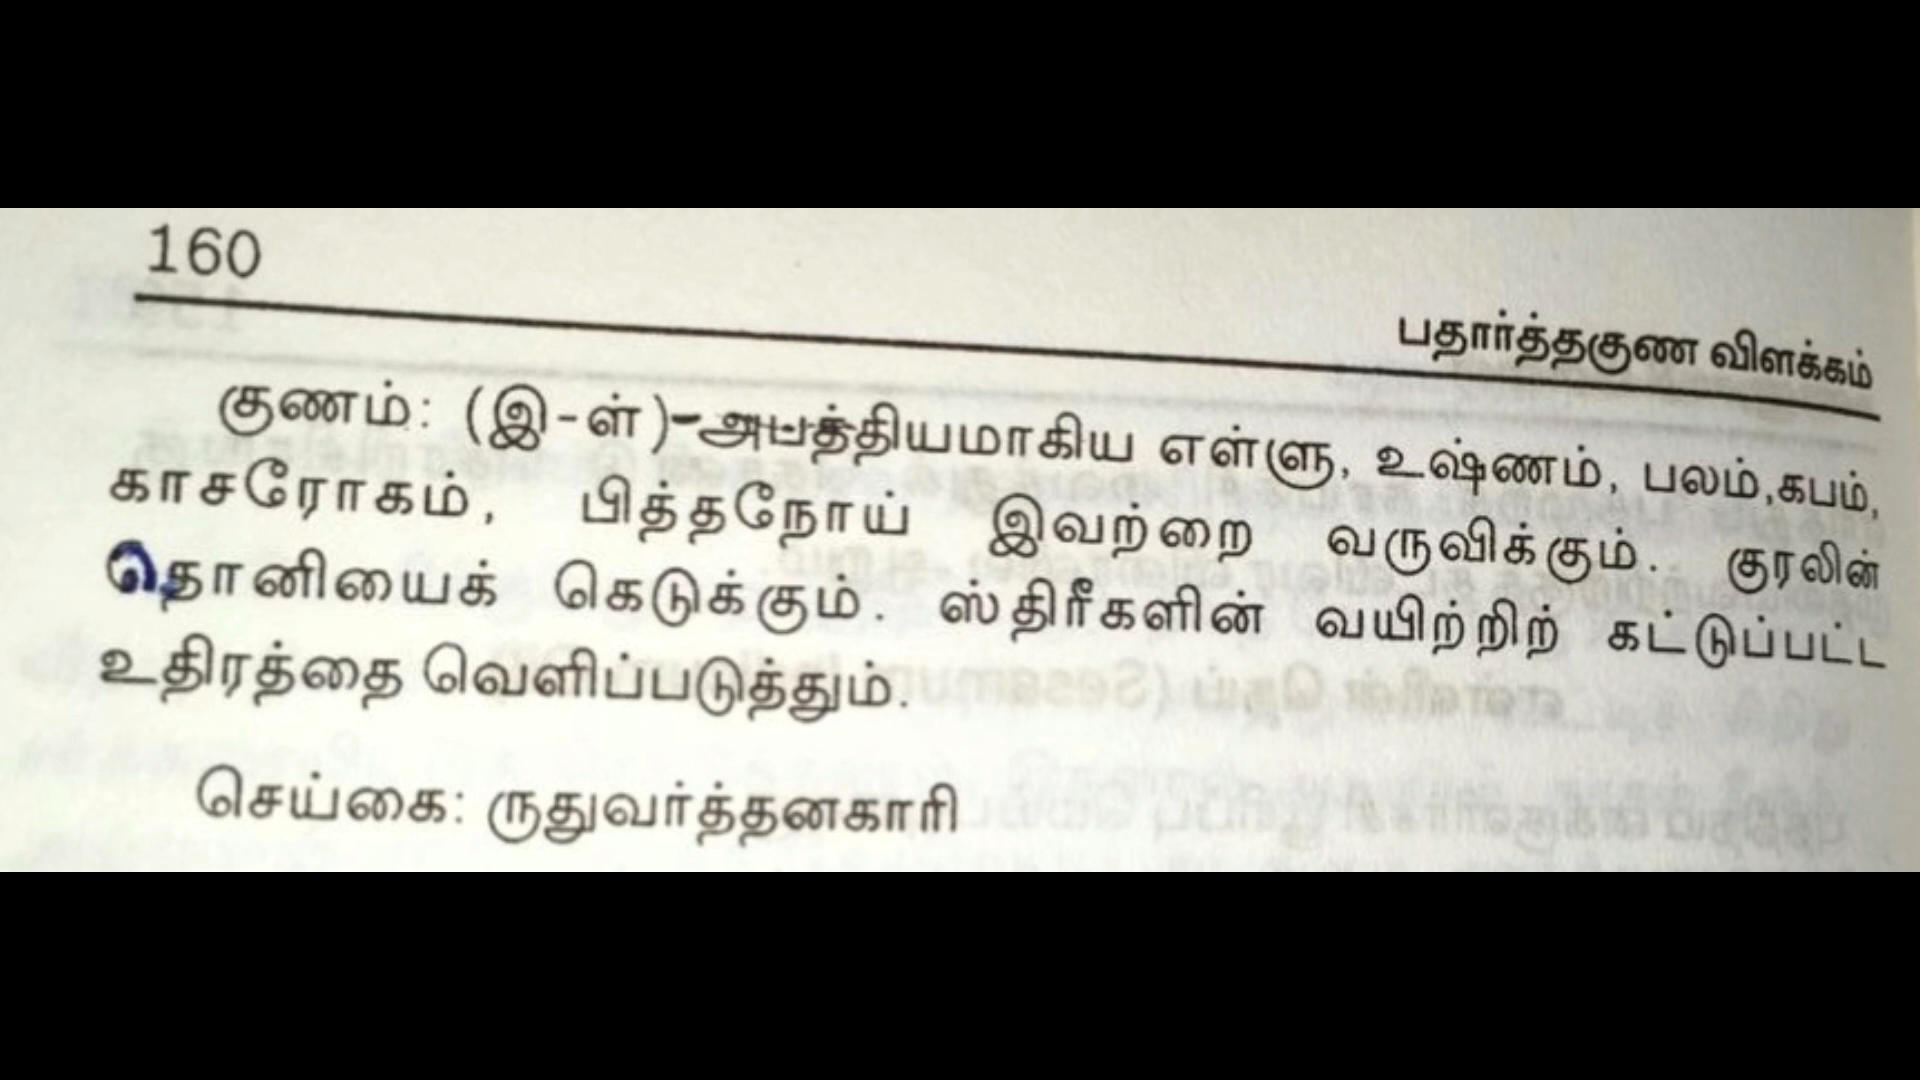 160
பதார்த்தகுண விளக்கம்
குணம்: (இ-ள்)-அபத்தியமாகிய எள்ளு, உஷ்ணம், பலம்,கபம்,
காசரோகம், பித்தநோய் இவற்றை வருவிக்கும். குரலின்
தொனியைக் கெடுக்கும். ஸ்திரீகளின் வயிற்றிற் கட்டுப்பட்ட
உதிரத்தை வெளிப்படுத்தும்.
செய்கை: ருதுவர்த்தனகாரி